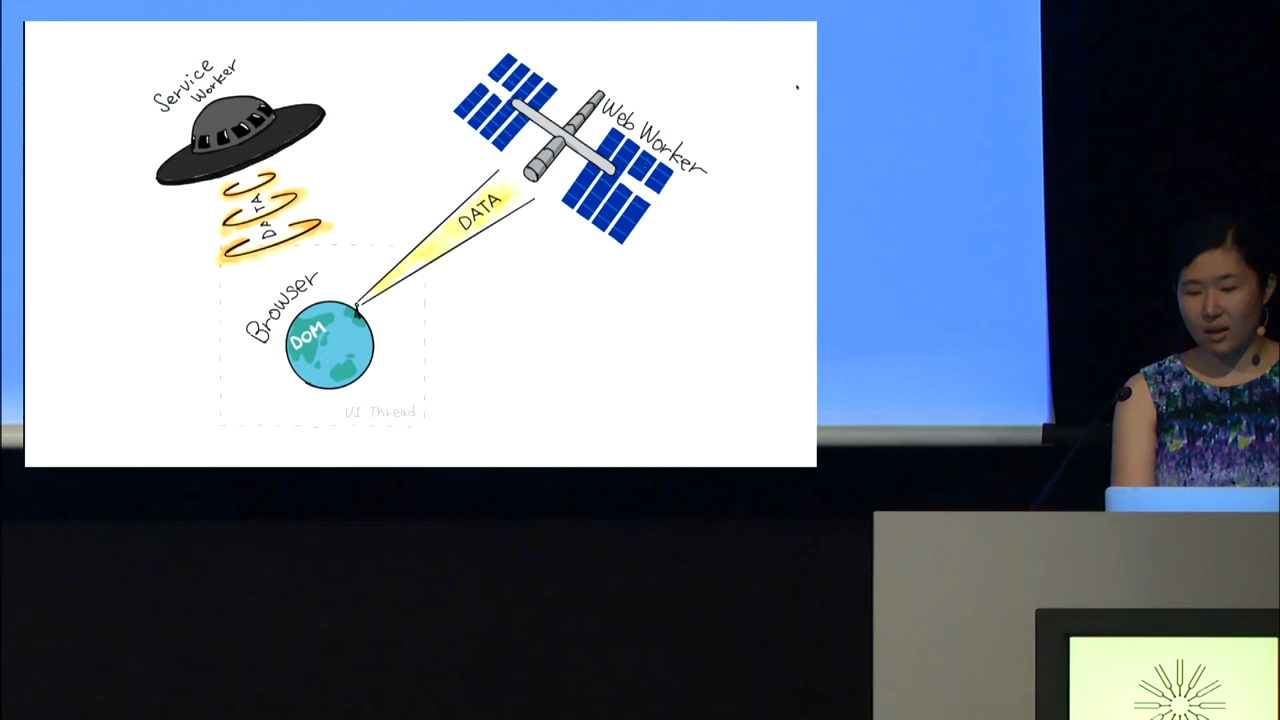 Service
Worker
Web Worker
DATA
DATA
Browser
DOM
UI Thread